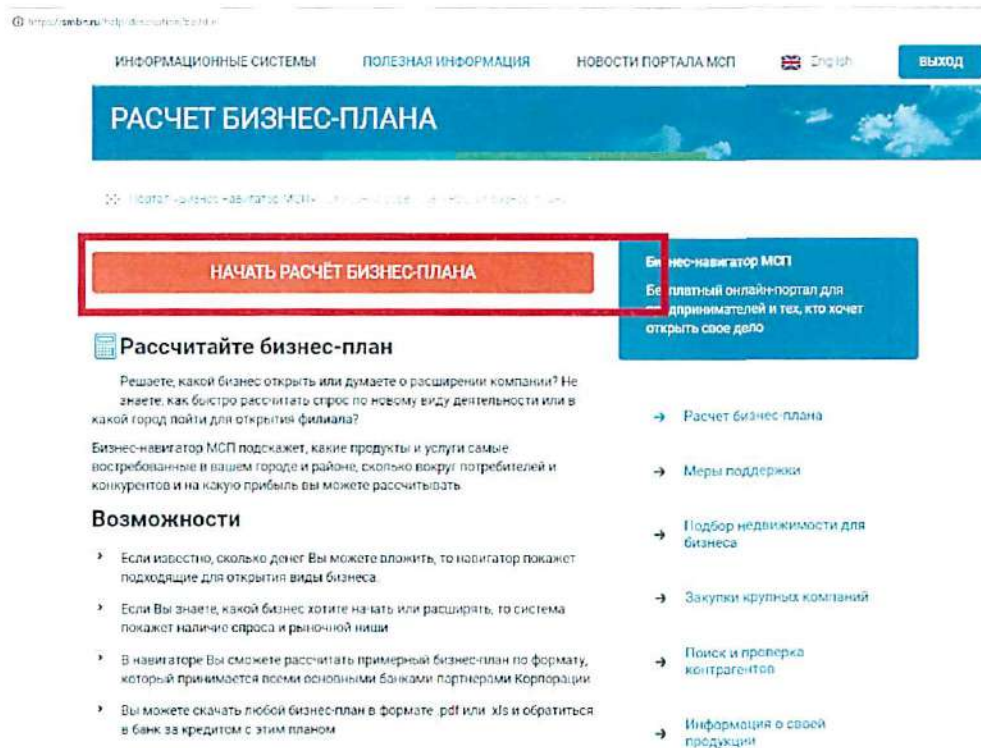 smbn.ru
ИНФОРМАЦИОННЫЕ СИСТЕМЫ
ПОЛЕЗНАЯ ИНФОРМАЦИЯ
НОВОСТИ ПОРТАЛА МСП
English
ВЫХОД
РАСЧЕТ БИЗНЕС-ПЛАНА
НАЧАТЬ РАСЧЁТ БИЗНЕС-ПЛАНА
Рассчитайте бизнес-план
Решаете, какой бизнес открыть или думаете о расширении компании? Не
знаете, как быстро рассчитать спрос по новому виду деятельности или в
какой город пойти для открытия филиала?
Бизнес-навигатор МСП подскажет, какие продукты и услуги самые
востребованные в вашем городе и районе, сколько вокруг потребителей и
конкурентов и на какую прибыль вы можете рассчитывать.
Возможности
Если известно, сколько денег Вы можете вложить, то навигатор покажет
подходящие для открытия виды бизнеса.
Если Вы знаете, какой бизнес хотите начать или расширять, то система
покажет наличие спроса и рыночной ниши
В навигаторе Вы сможете рассчитать примерный бизнес-план по формату,
который принимается всеми основными банками партнерами Корпорации
Вы можете скачать любой бизнес-план в формате .pdf или .xls и обратиться
в банк за кредитом с этим планом
Бизнес-навигатор МСП
Бесплатный онлайн-портал для
предпринимателей и тех, кто хочет
открыть свое дело
Расчет бизнес-плана
Меры поддержки
Подбор недвижимости для
бизнеса
Закупки крупных компаний
Поиск и проверка
контрагентов
Информация о своей
продукции